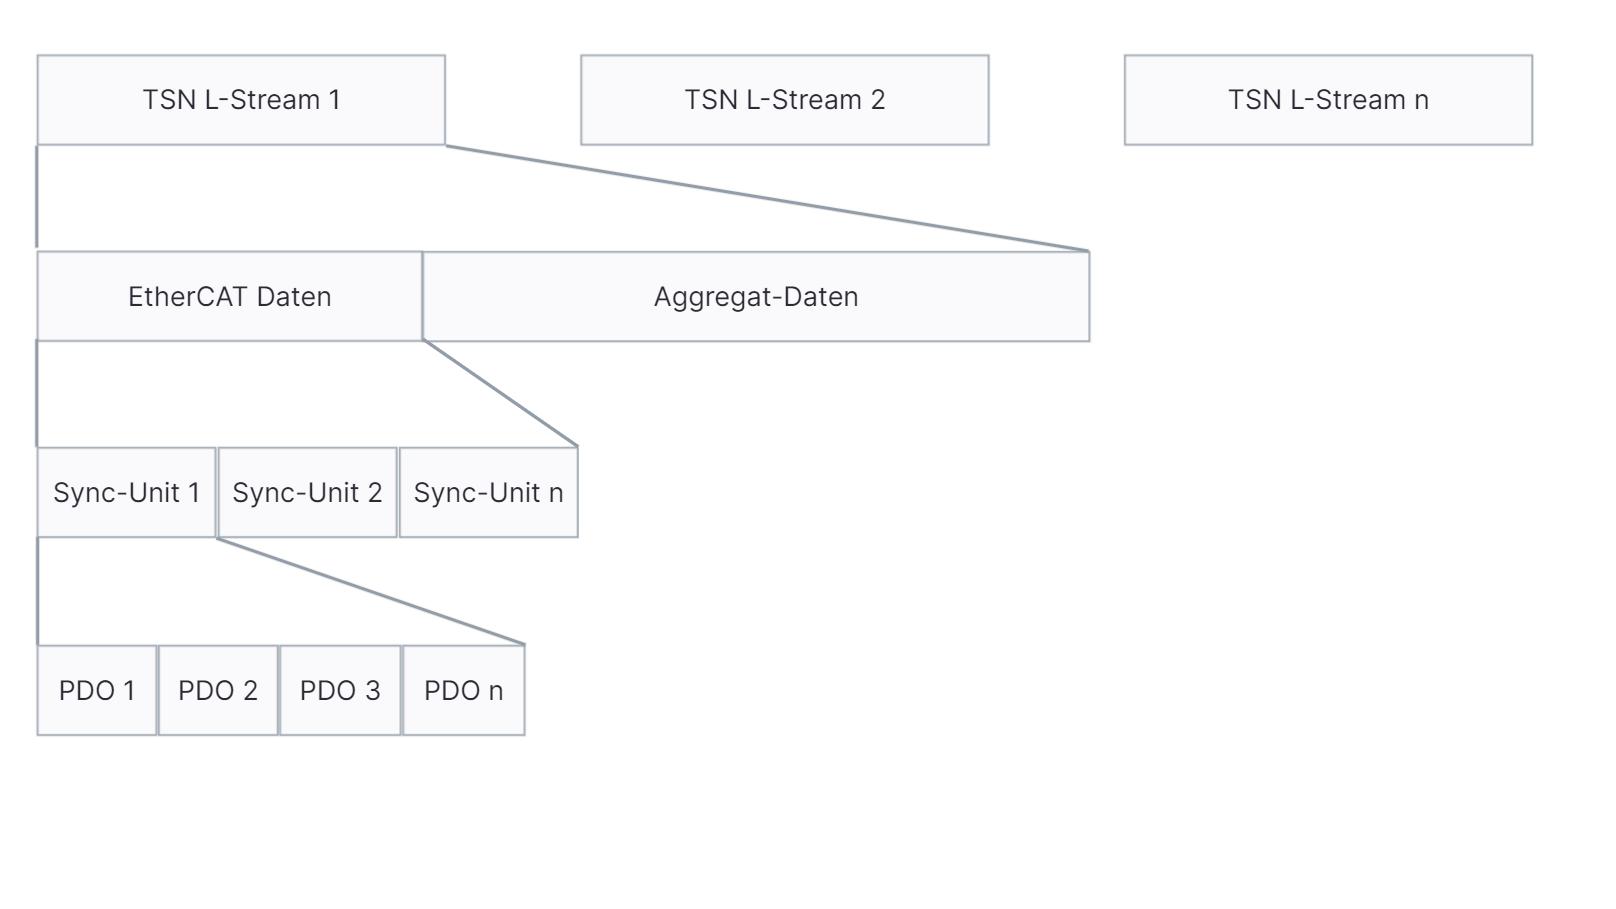 TSN L-Stream 1
TSN L-Stream 2
TSN L-Stream n
EtherCAT Daten
Aggregat-Daten
Sync-Unit 1
Sync-Unit 2
Sync-Unit n
PDO 1
PDO 2
PDO 3
PDO n